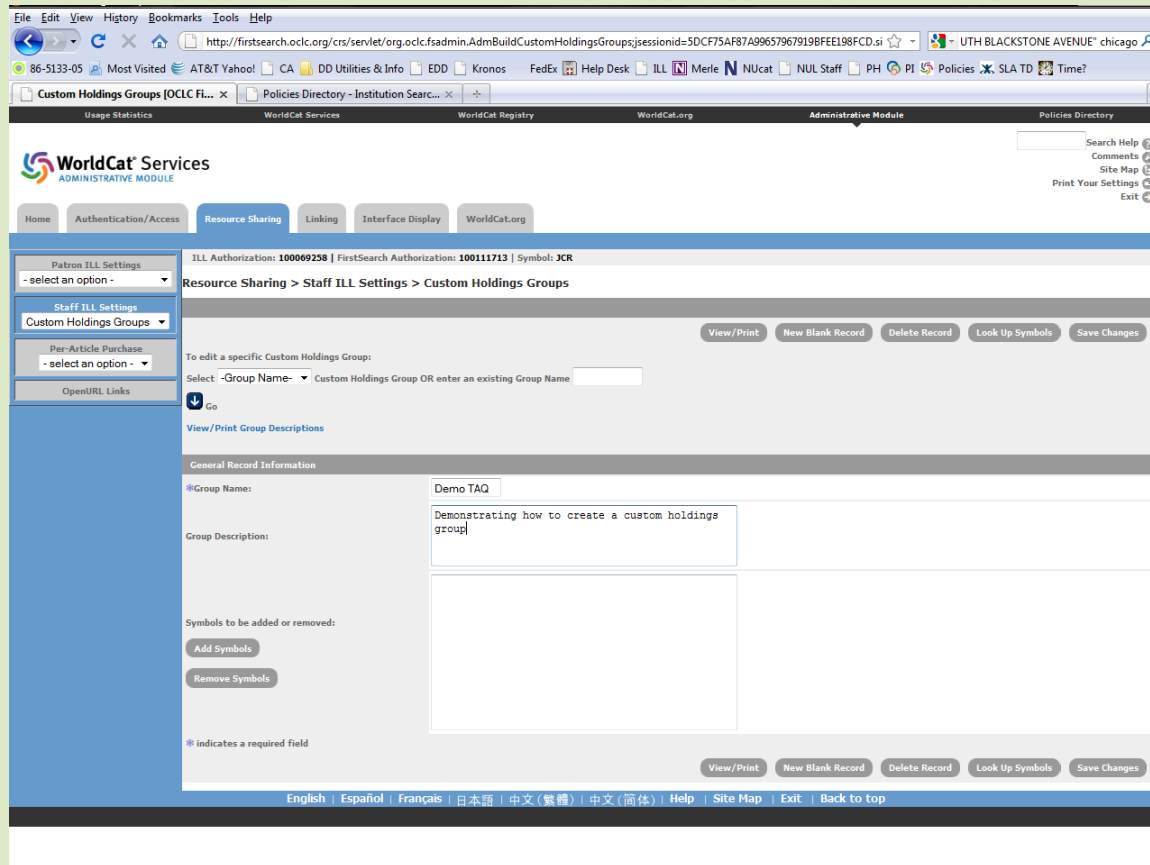 File Edit View History Bookmarks Tools Help
http://firstsearch.oclc.org/crs/servlet/org.oclc.fsadmin.AdmBuildCustomHoldingsGroups;jsessionid=5DCF75AF87A99657967919BFEE198FCD.si UTH BLACKSTONE AVENUE" chicago
86-5133-05 Most Visited AT&T Yahoo! CA DD Utilities & Info EDD Kronos FedEx Help Desk ILL Merle NUcat NUL Staff PH PI Policies SLA TD Time?
Custom Holdings Groups [OCLC Fi... Policies Directory - Institution Searc...
Usage Statistics WorldCat Services WorldCat Registry WorldCat.org Administrative Module Policies Directory
Search Help
Comments
Site Map
Print Your Settings
Exit
WorldCat® Services
ADMINISTRATIVE MODULE
Home Authentication/Access Resource Sharing Linking Interface Display WorldCat.org
ILL Authorization: 100069258 | FirstSearch Authorization: 100111713 | Symbol: JCR
Patron ILL Settings
- select an option -
Staff ILL Settings
Custom Holdings Groups
Per-Article Purchase
- select an option -
OpenURL Links
Resource Sharing > Staff ILL Settings > Custom Holdings Groups
View/Print New Blank Record Delete Record Look Up Symbols Save Changes
To edit a specific Custom Holdings Group:
Select -Group Name- Custom Holdings Group OR enter an existing Group Name
Go
View/Print Group Descriptions
General Record Information
*Group Name: Demo TAQ
Group Description:
Demonstrating how to create a custom holdings
group
Symbols to be added or removed:
Add Symbols
Remove Symbols
* indicates a required field
View/Print New Blank Record Delete Record Look Up Symbols Save Changes
English | Español | Français | 日本語 | 中文(繁體) | 中文(简体) | Help | Site Map | Exit | Back to top